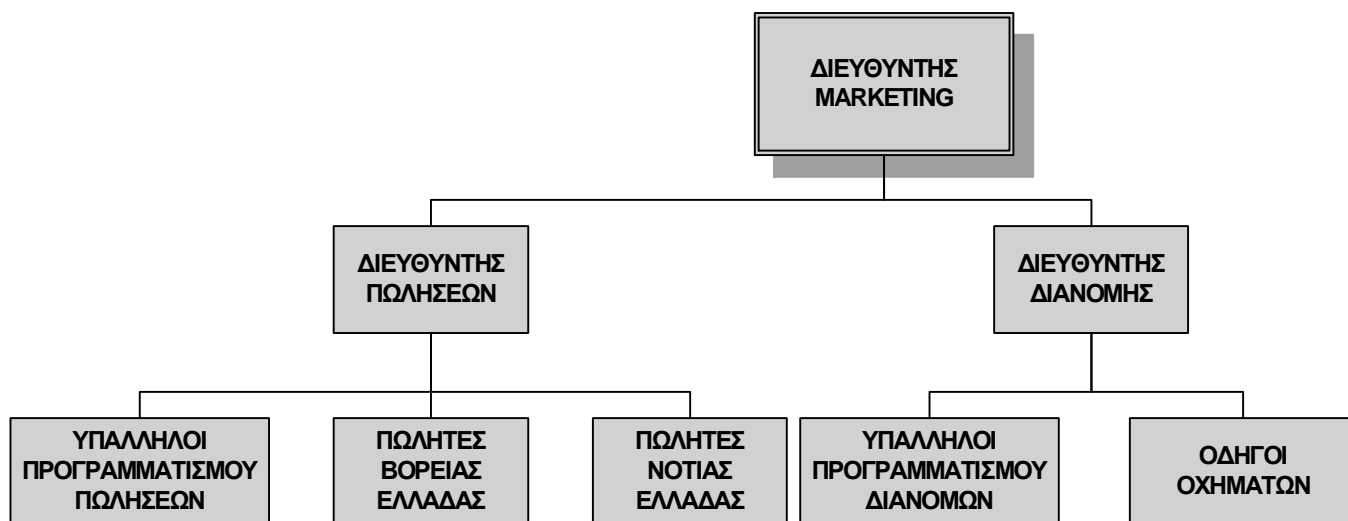 ΔΙΕΥΘΥΝΤΗΣ
MARKETING
ΔΙΕΥΘΥΝΤΗΣ
ΠΩΛΗΣΕΩΝ
ΔΙΕΥΘΥΝΤΗΣ
ΔΙΑΝΟΜΗΣ
ΥΠΑΛΛΗΛΟΙ
ΠΡΟΓΡΑΜΜΑΤΙΣΜΟΥ
ΠΩΛΗΣΕΩΝ
ΠΩΛΗΤΕΣ
ΒΟΡΕΙΑΣ
ΕΛΛΑΔΑΣ
ΠΩΛΗΤΕΣ
ΝΟΤΙΑΣ
ΕΛΛΑΔΑΣ
ΥΠΑΛΛΗΛΟΙ
ΠΡΟΓΡΑΜΜΑΤΙΣΜΟΥ
ΔΙΑΝΟΜΩΝ
ΟΔΗΓΟΙ
ΟΧΗΜΑΤΩΝ